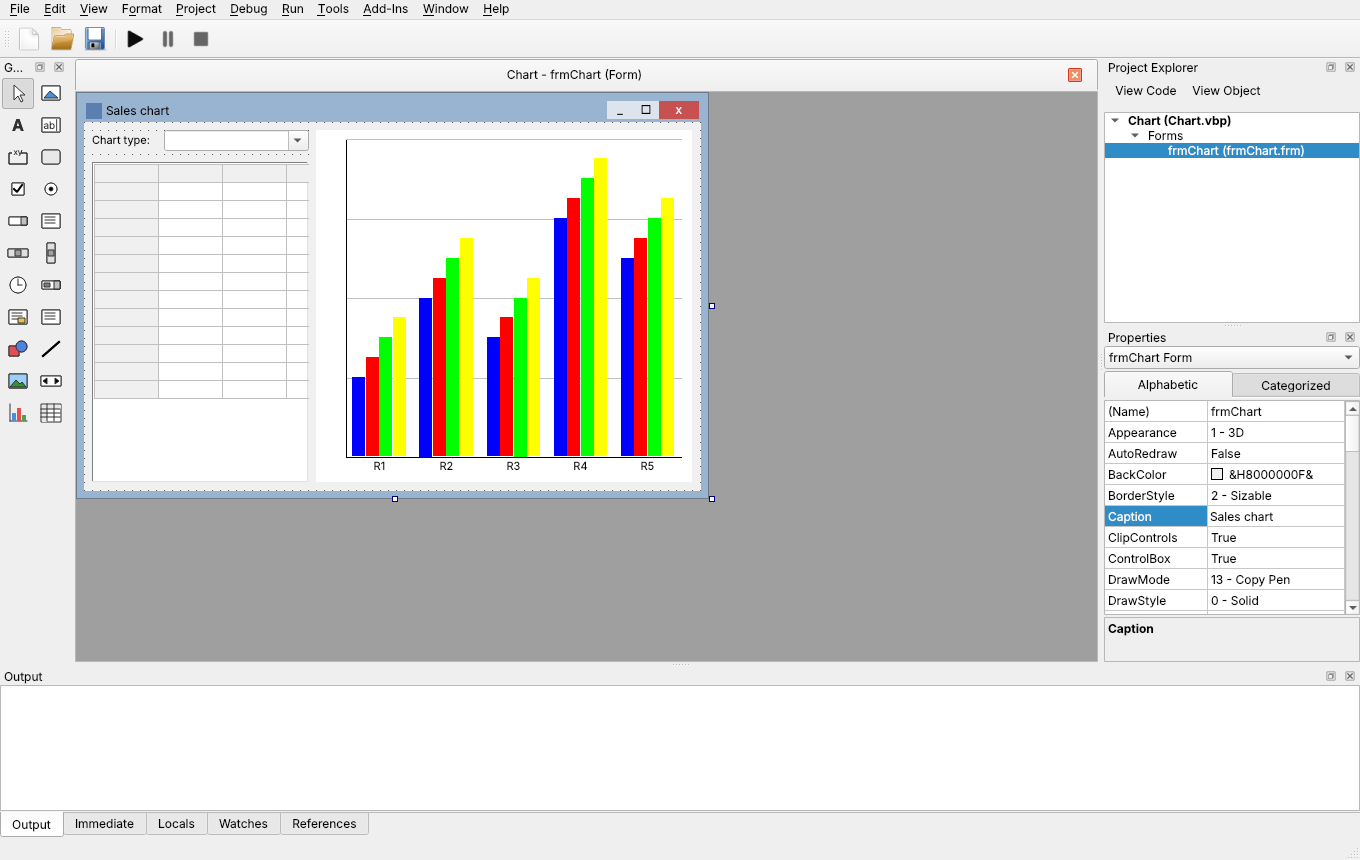 File Edit View Format Project Debug Run Tools Add-Ins Window Help
G...
Chart - frmChart (Form)
Sales chart
Chart type:
R1 R2 R3 R4 R5
A
ab
xy
Project Explorer
View Code View Object
Chart (Chart.vbp)
Forms
frmChart (frmChart.frm)
Properties
frmChart Form
Alphabetic Categorized
(Name) frmChart
Appearance 1 - 3D
AutoRedraw False
BackColor &H8000000F&
BorderStyle 2 - Sizable
Caption Sales chart
ClipControls True
ControlBox True
DrawMode 13 - Copy Pen
DrawStyle 0 - Solid
Caption
Output
Output Immediate Locals Watches References